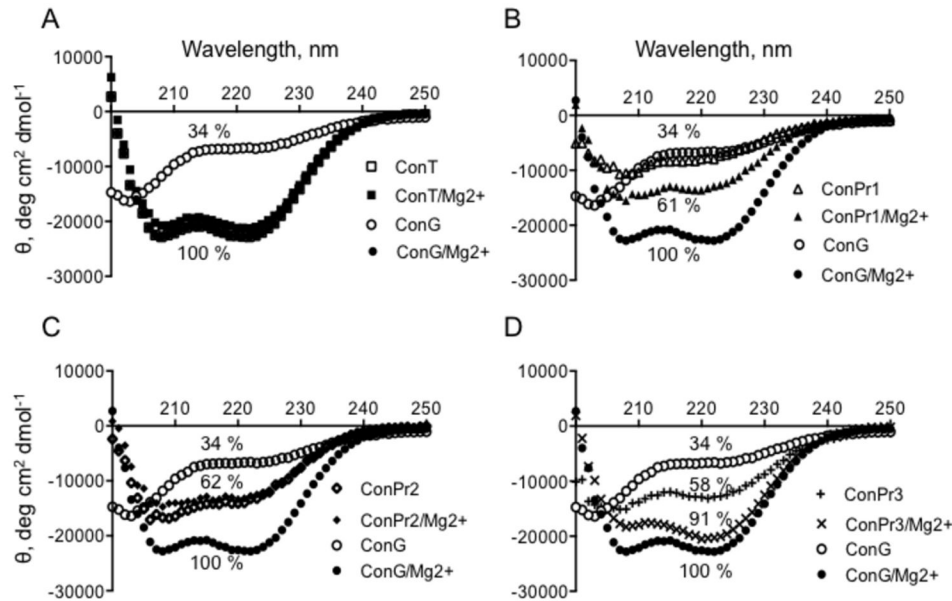 A
Wavelength, nm
10000
210 220 230 240 250
0
34 %
-10000
-20000
100 %
-30000
θ, deg cm² dmol⁻¹
ConT
ConT/Mg2+
ConG
ConG/Mg2+
B
Wavelength, nm
10000
210 220 230 240 250
0
34 %
-10000
61 %
-20000
100 %
-30000
ConPr1
ConPr1/Mg2+
ConG
ConG/Mg2+
C
10000
210 220 230 240 250
0
34 %
-10000
62 %
-20000
100 %
-30000
θ, deg cm² dmol⁻¹
ConPr2
ConPr2/Mg2+
ConG
ConG/Mg2+
D
10000
210 220 230 240 250
0
34 %
-10000
58 %
91 %
-20000
100 %
-30000
ConPr3
ConPr3/Mg2+
ConG
ConG/Mg2+